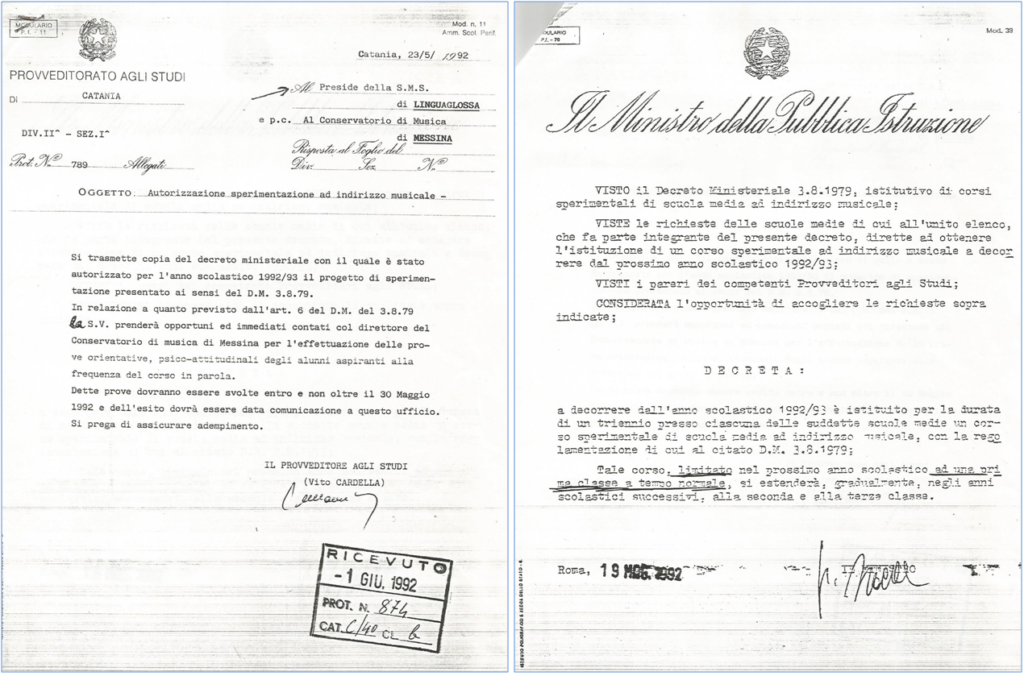 MODULARIO
P.I. - 11
Mod. n. 11
Amm. Scol. Perif.
Catania, 23/5/ 1992
PROVVEDITORATO AGLI STUDI
DI CATANIA
DIV.IIˆ - SEZ.Iˆ
Prot. Nº 789 Allegati
Al Preside della S.M.S.
di LINGUAGLOSSA
e p.c. Al Conservatorio di Musica
di MESSINA
Risposta al Foglio del
Div. Sez. Nº
OGGETTO Autorizzazione sperimentazione ad indirizzo musicale -
Si trasmette copia del decreto ministeriale con il quale è stato
autorizzato per l'anno scolastico 1992/93 il progetto di sperimen-
tazione presentato ai sensi del D.M. 3.8.79.
In relazione a quanto previsto dall'art. 6 del D.M. del 3.8.79
la S.V. prenderà opportuni ed immediati contati col direttore del
Conservatorio di musica di Messina per l'effettuazione delle pro-
ve orientative, psico-attitudinali degli alunni aspiranti alla
frequenza del corso in parola.
Dette prove dovranno essere svolte entro e non oltre il 30 Maggio
1992 e dell'esito dovrà essere data comunicazione a questo ufficio.
Si prega di assicurare adempimento.
IL PROVVEDITORE AGLI STUDI
(Vito CARDELLA)
RICEVUTO
-1 GIU. 1992
PROT. N. 874
CAT. C/40 CL. b
Mod. 39
Il Ministro della Pubblica Istruzione
VISTO il Decreto Ministeriale 3.8.1979, istitutivo di corsi
sperimentali di scuola media ad indirizzo musicale;
VISTE le richieste delle scuole medie di cui all'unito elenco,
che fa parte integrante del presente decreto, dirette ad ottenere
l'istituzione di un corso sperimentale ad indirizzo musicale a decor
rere dal prossimo anno scolastico 1992/93;
VISTI i pareri dei competenti Provveditori agli Studi;
CONSIDERATA l'opportunità di accogliere le richieste sopra
indicate;
DECRETA:
a decorrere dall'anno scolastico 1992/93 è istituito per la durata
di un triennio presso ciascuna delle suddette scuole medie un cor-
so sperimentale di scuola media ad indirizzo musicale, con la rego
lamentazione di cui al citato D.M. 3.8.1979;
Tale corso, limitato nel prossimo anno scolastico ad una pri
ma classe a tempo normale, si estenderà, gradualmente, negli anni
scolastici successivi, alla seconda e alla terza classe.
Roma, 19 MAG. 1992